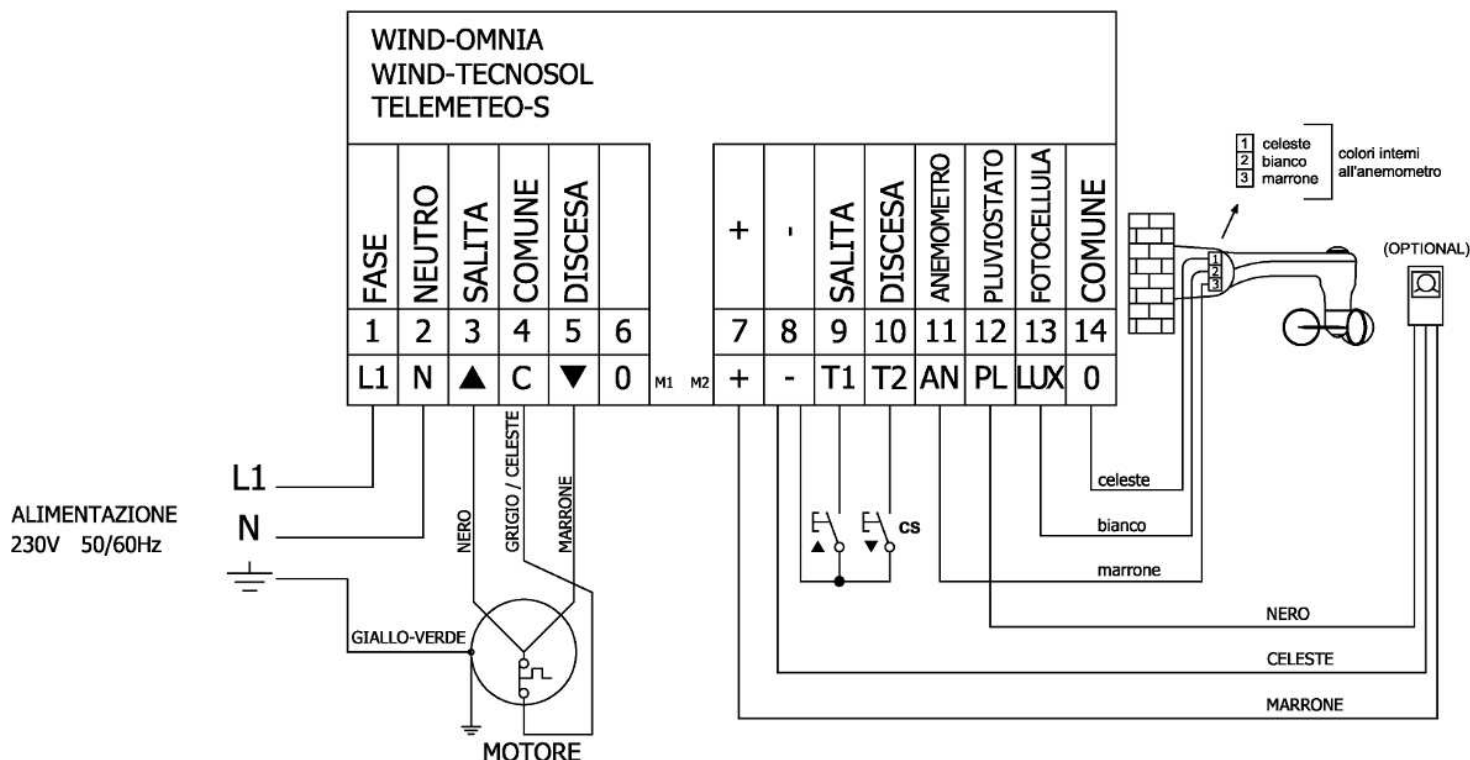 WIND-OMNIA
WIND-TECNOSOL
TELEMETEO-S
FASE NEUTRO SALITA COMUNE DISCESA
+ - SALITA DISCESA ANEMOMETRO PLUVIOSTATO FOTOCELLULA COMUNE
1 2 3 4 5 6
7 8 9 10 11 12 13 14
L1 N ▲ C ▼ 0 M1 M2 + - T1 T2 AN PL LUX 0
1 celeste
2 bianco
3 marrone
colori interni
all'anemometro
1
2
3
(OPTIONAL)
L1
N
ALIMENTAZIONE
230V 50/60Hz
NERO
GRIGIO / CELESTE
MARRONE
GIALLO-VERDE
MOTORE
▲ ▼ CS
celeste
bianco
marrone
NERO
CELESTE
MARRONE